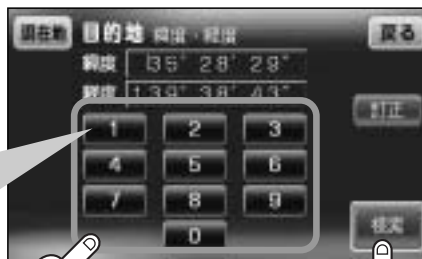 現在地 目的地 緯度・経度 戻る
緯度 35° 28' 29"
経度 139° 38' 43"
訂正
1 2 3
4 5 6
7 8 9
0
検索